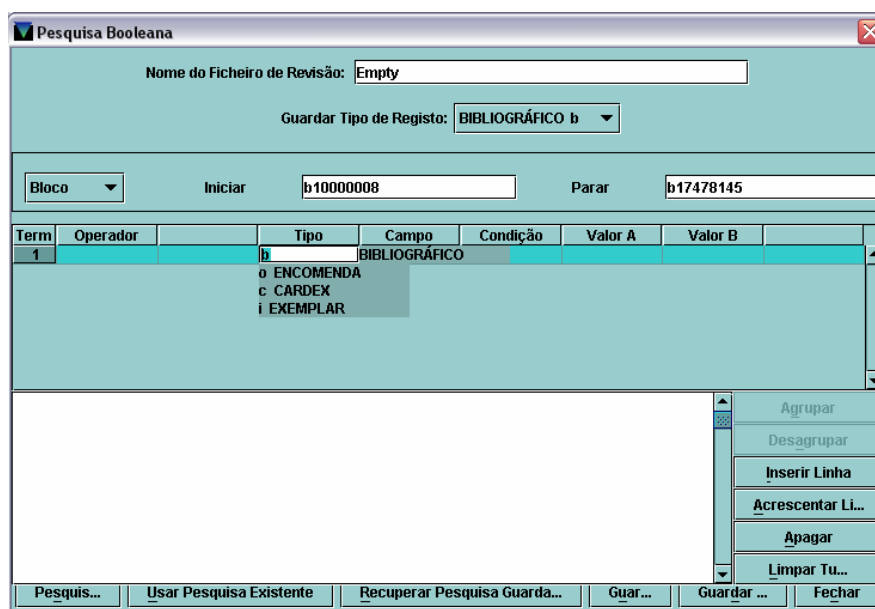 Pesquisa Booleana
Nome do Ficheiro de Revisão: Empty
Guardar Tipo de Registo: BIBLIOGRÁFICO b
Bloco Iniciar b10000008 Parar b17478145
Term Operador Tipo Campo Condição Valor A Valor B
1 b BIBLIOGRÁFICO
o ENCOMENDA
c CARDEX
i EXEMPLAR
Agrupar
Desagrupar
Inserir Linha
Acrescentar Li...
Apagar
Limpar Tu...
Pesquis... Usar Pesquisa Existente Recuperar Pesquisa Guarda... Guar... Guardar ... Fechar